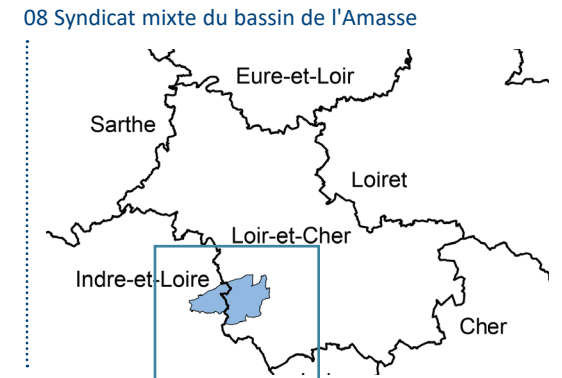 08 Syndicat mixte du bassin de l'Amasse
Eure-et-Loir
Sarthe
Loiret
Loir-et-Cher
Indre-et-Loire
Cher